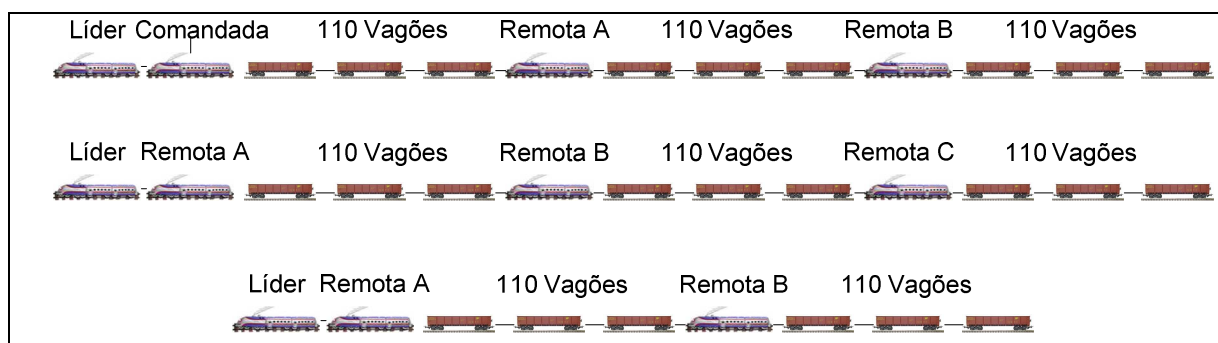 Líder Comandada 110 Vagões Remota A 110 Vagões Remota B 110 Vagões
Líder Remota A 110 Vagões Remota B 110 Vagões Remota C 110 Vagões
Líder Remota A 110 Vagões Remota B 110 Vagões